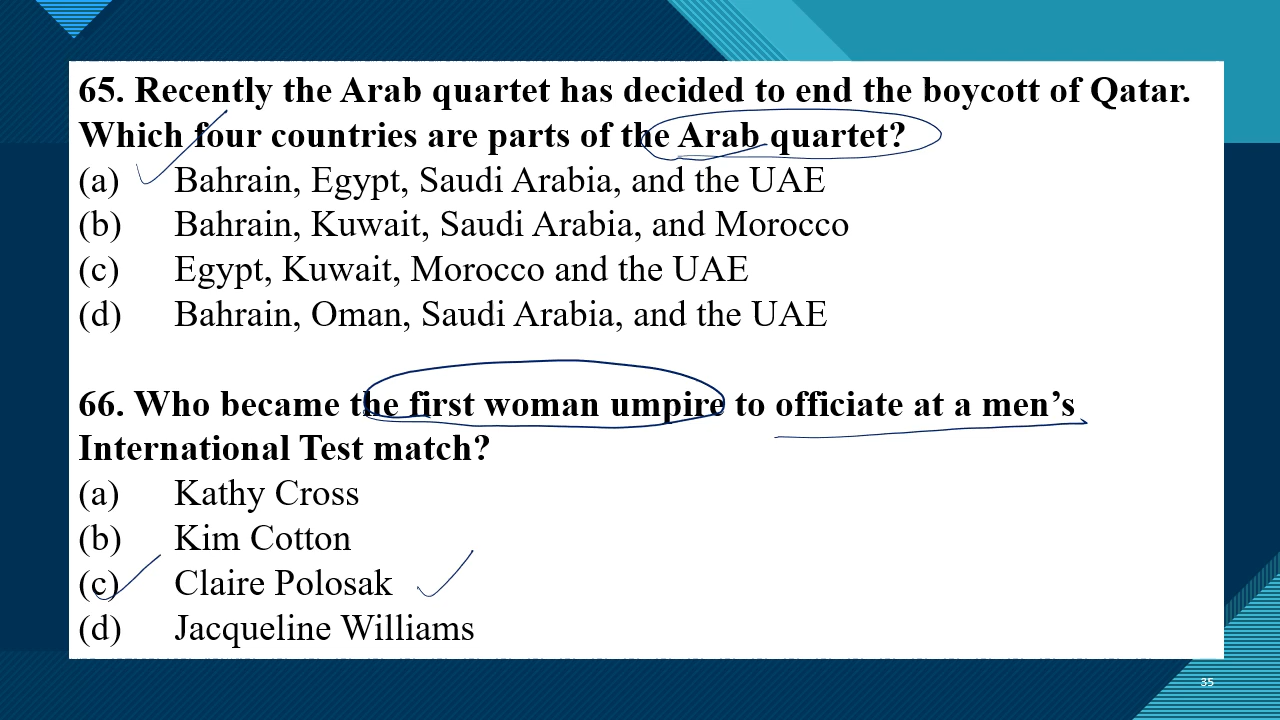 65. Recently the Arab quartet has decided to end the boycott of Qatar.
Which four countries are parts of the Arab quartet?
(a) Bahrain, Egypt, Saudi Arabia, and the UAE
(b) Bahrain, Kuwait, Saudi Arabia, and Morocco
(c) Egypt, Kuwait, Morocco and the UAE
(d) Bahrain, Oman, Saudi Arabia, and the UAE
66. Who became the first woman umpire to officiate at a men’s
International Test match?
(a) Kathy Cross
(b) Kim Cotton
(c) Claire Polosak
(d) Jacqueline Williams
35